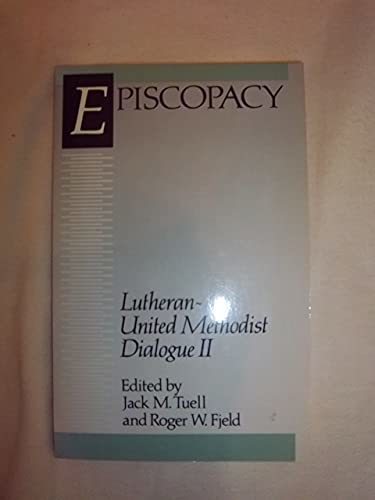 EPISCOPACY
Lutheran-
United Methodist
Dialogue II
Edited by
Jack M. Tuell
and Roger W. Fjeld